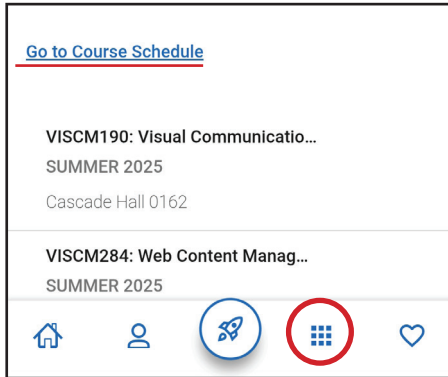 Go to Course Schedule
VISCM190: Visual Communicatio...
SUMMER 2025
Cascade Hall 0162
VISCM284: Web Content Manag...
SUMMER 2025